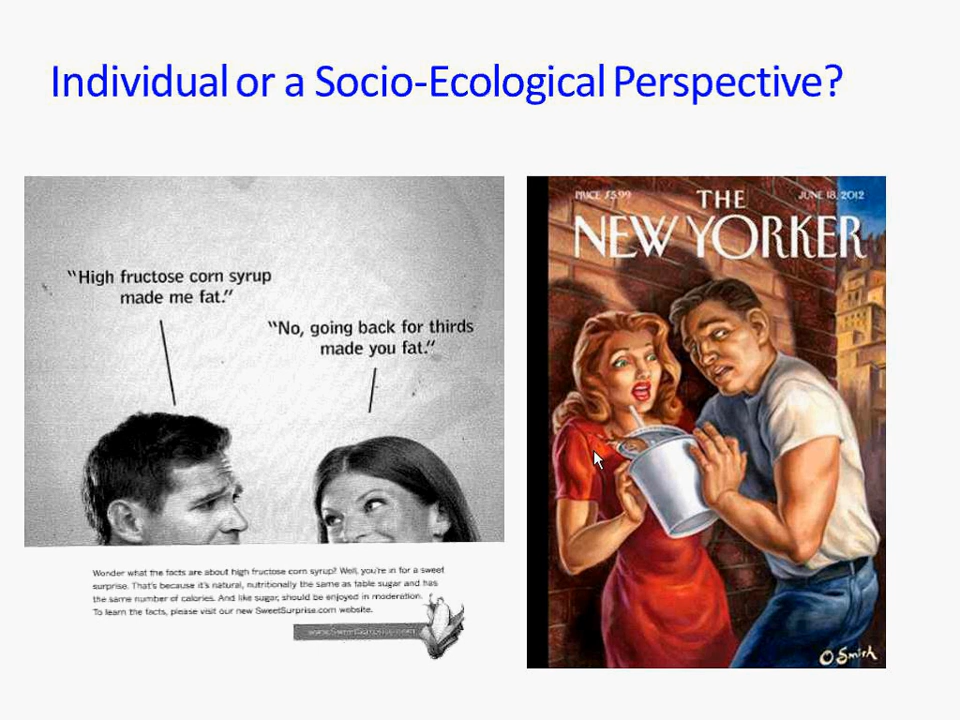 Individual or a Socio-Ecological Perspective?
"High fructose corn syrup
made me fat."
"No, going back for thirds
made you fat."
Wonder what the facts are about high fructose corn syrup? Well, you're in for a sweet
surprise. That's because it's natural, nutritionally the same as table sugar and has
the same number of calories. And like sugar, should be enjoyed in moderation.
To learn the facts, please visit our new SweetSurprise.com website.
www.SweetSurprise.com
PRICE $5.99
THE
JUNE 18, 2012
NEW YORKER
O Smith